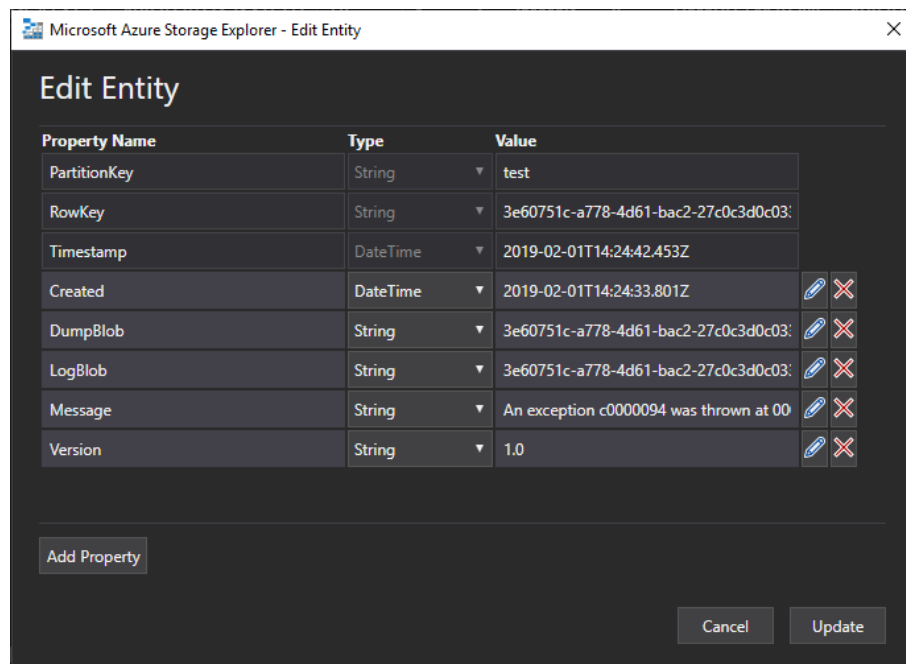 Microsoft Azure Storage Explorer - Edit Entity
Edit Entity
Property Name Type Value
PartitionKey String test
RowKey String 3e60751c-a778-4d61-bac2-27c0c3d0c03
Timestamp DateTime 2019-02-01T14:24:42.453Z
Created DateTime 2019-02-01T14:24:33.801Z
DumpBlob String 3e60751c-a778-4d61-bac2-27c0c3d0c03
LogBlob String 3e60751c-a778-4d61-bac2-27c0c3d0c03
Message String An exception c0000094 was thrown at 00
Version String 1.0
Add Property
Cancel Update